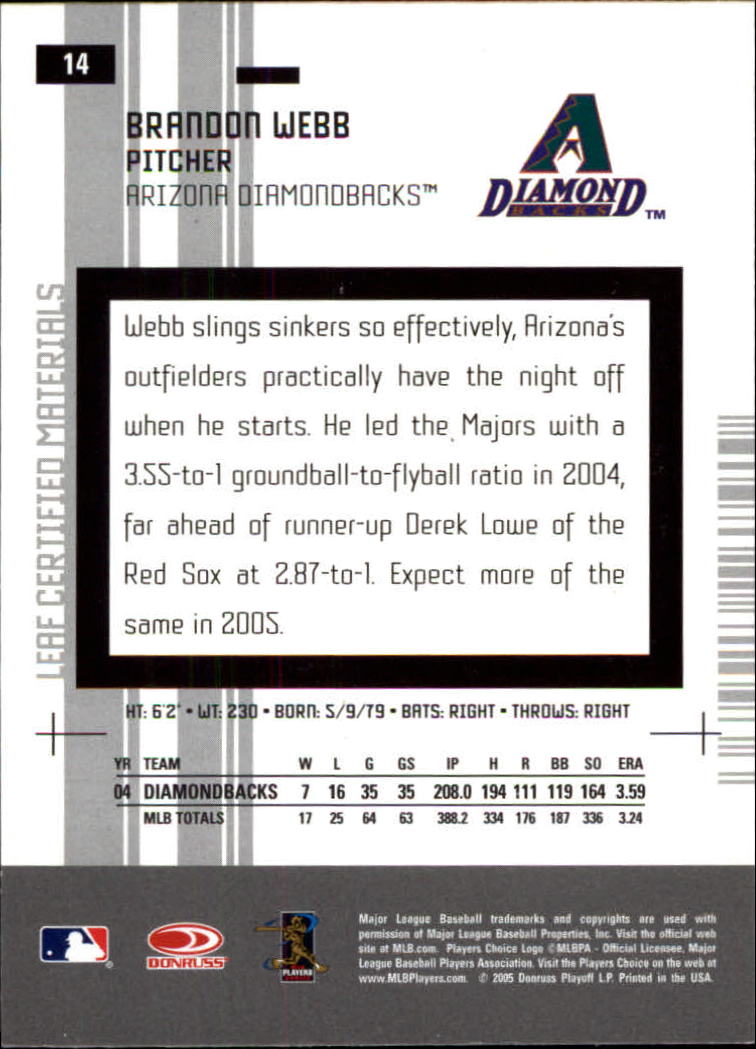 14
BRANDON WEBB
PITCHER
ARIZONA DIAMONDBACKS™
A
DIAMOND
BACKS
TM
LEAF CERTIFIED MATERIALS
Webb slings sinkers so effectively, Arizona's
outfielders practically have the night off
when he starts. He led the Majors with a
3.55-to-1 groundball-to-flyball ratio in 2004,
far ahead of runner-up Derek Lowe of the
Red Sox at 2.87-to-1. Expect more of the
same in 2005.
HT: 6'2" • WT: 230 • BORN: 5/9/79 • BATS: RIGHT • THROWS: RIGHT
YR TEAM W L G GS IP H R BB SO ERA
04 DIAMONDBACKS 7 16 35 35 208.0 194 111 119 164 3.59
MLB TOTALS 17 25 64 63 388.2 334 176 187 336 3.24
DONRUSS
PLAYERS
CHOICE
®
Major League Baseball trademarks and copyrights are used with
permission of Major League Baseball Properties, Inc. Visit the official web
site at MLB.com. Players Choice Logo ©MLBPA - Official Licensee, Major
League Baseball Players Association. Visit the Players Choice on the web at
www.MLBPlayers.com. © 2005 Donruss Playoff L.P. Printed in the USA.